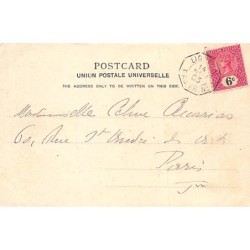 POSTCARD
UNION POSTALE UNIVERSELLE
THE ADDRESS ONLY TO BE WRITTEN ON THIS SIDE.
6c
Mademoiselle
60, Rue St André des
Paris